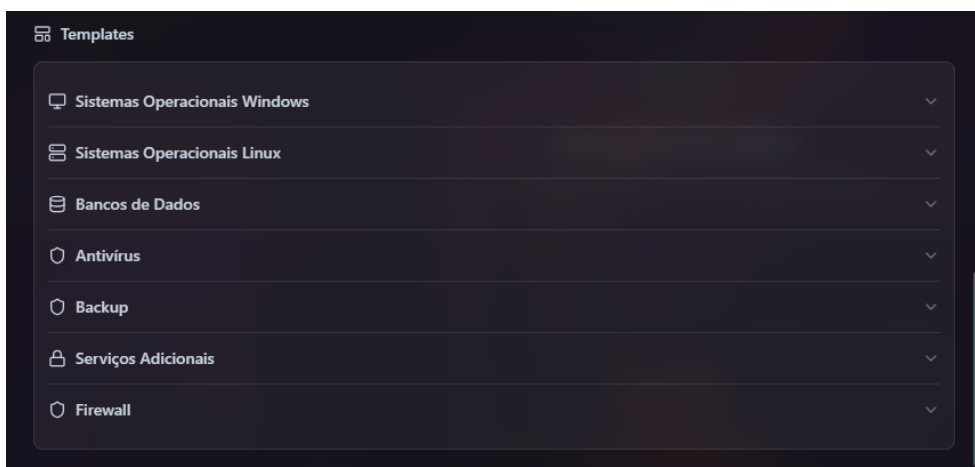 Templates
Sistemas Operacionais Windows
Sistemas Operacionais Linux
Bancos de Dados
Antivírus
Backup
Serviços Adicionais
Firewall